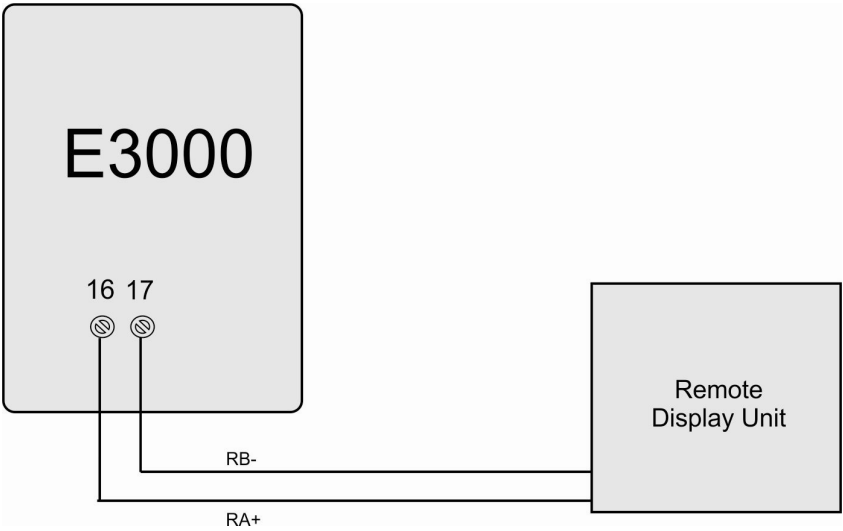 E3000
16 17
Remote
Display Unit
RB-
RA+